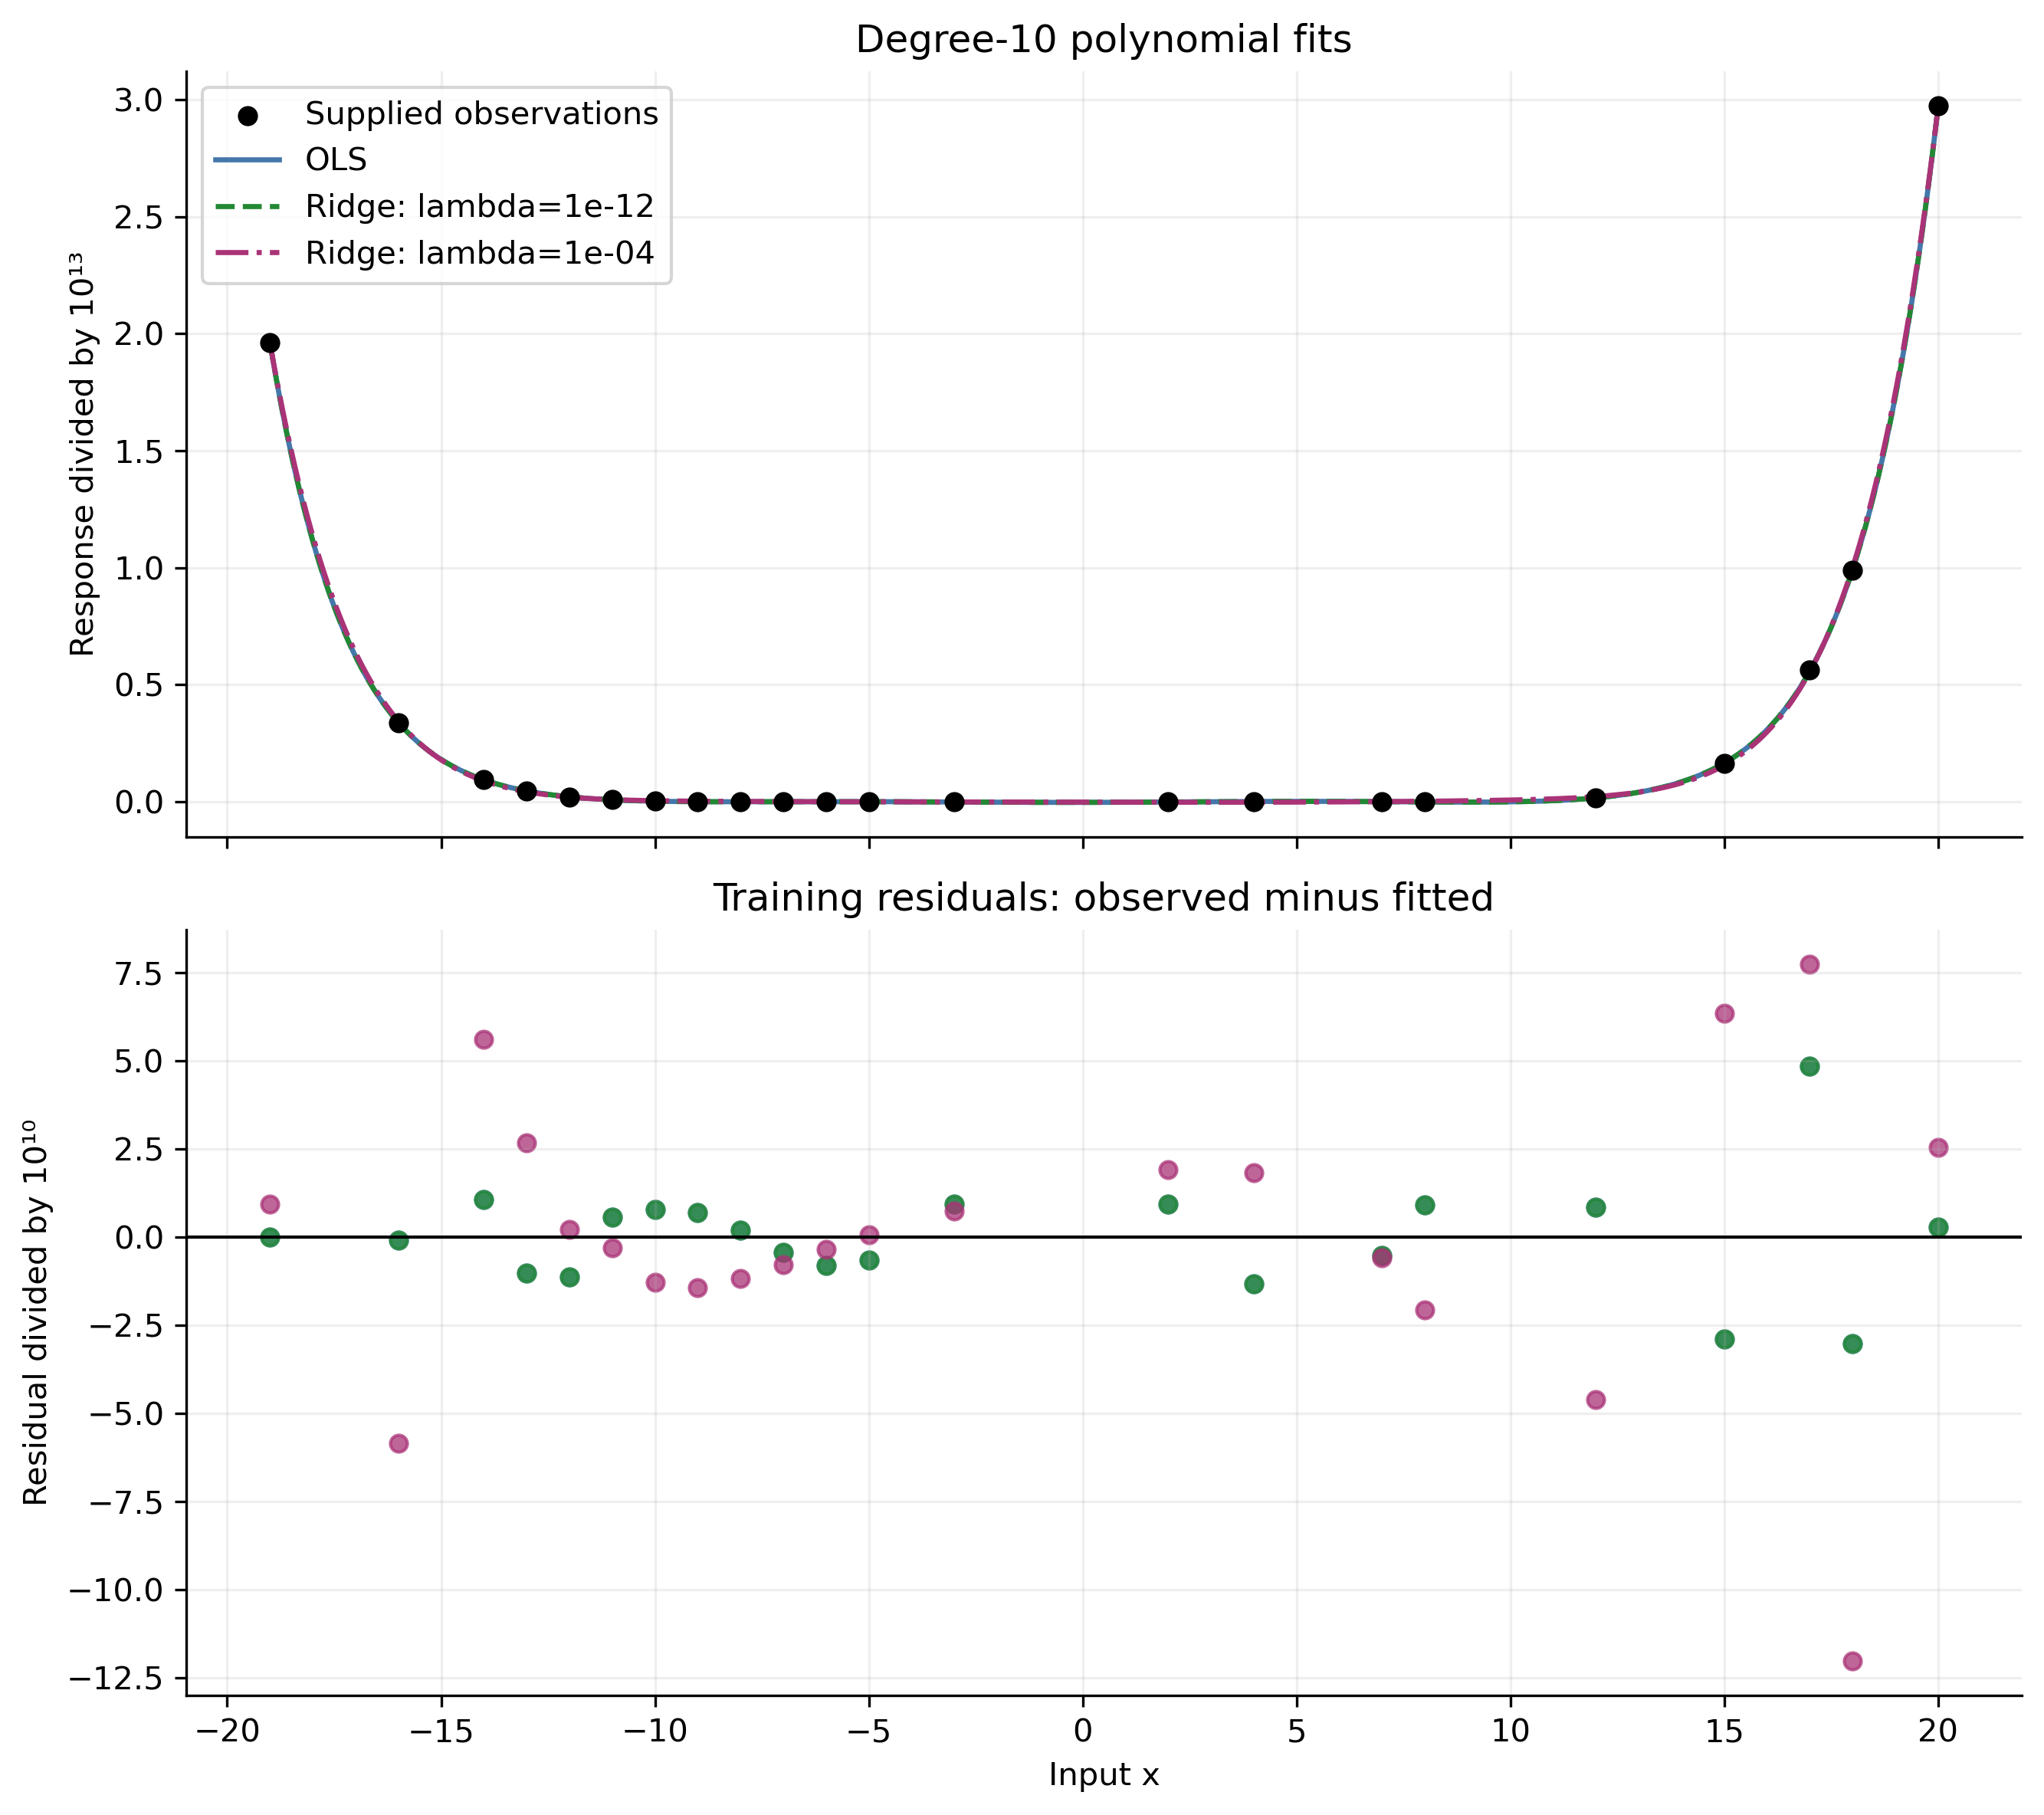 Degree-10 polynomial fits
3.0
2.5
2.0
1.5
1.0
0.5
0.0
Response divided by 10¹³
Supplied observations
OLS
Ridge: lambda=1e-12
Ridge: lambda=1e-04
Training residuals: observed minus fitted
7.5
5.0
2.5
0.0
−2.5
−5.0
−7.5
−10.0
−12.5
Residual divided by 10¹⁰
−20 −15 −10 −5 0 5 10 15 20
Input x